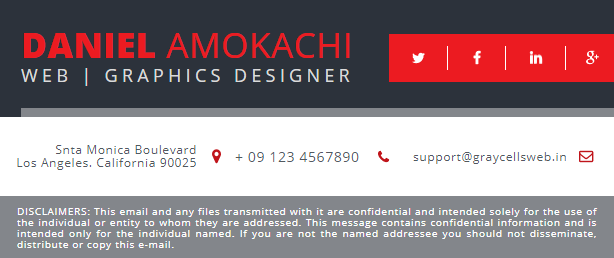 DANIEL AMOKACHI
WEB | GRAPHICS DESIGNER
Snta Monica Boulevard
Los Angeles. California 90025
+ 09 123 4567890
support@graycellsweb.in
DISCLAIMERS: This email and any files transmitted with it are confidential and intended solely for the use of
the individual or entity to whom they are addressed. This message contains confidential information and is
intended only for the individual named. If you are not the named addressee you should not disseminate,
distribute or copy this e-mail.